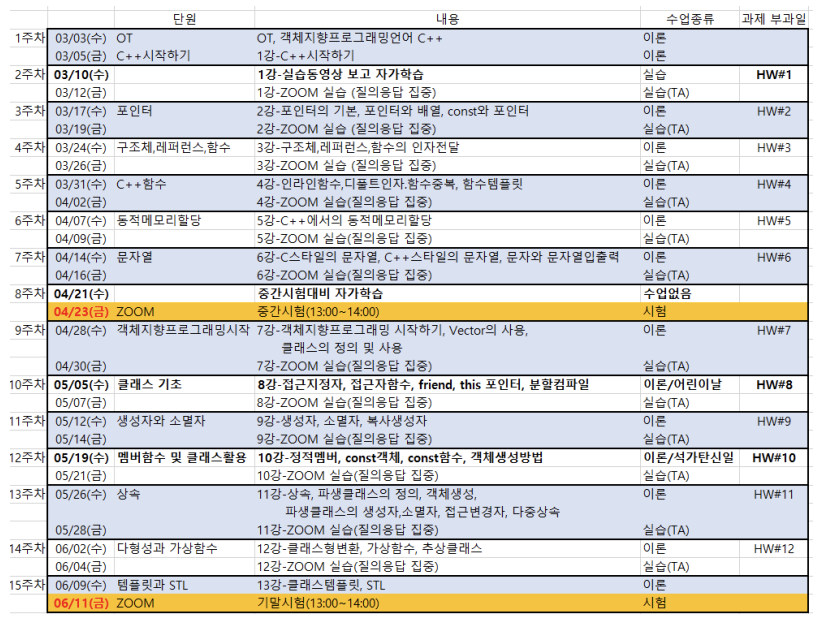 단원 내용 수업종류 과제 부과일
1주차 03/03(수) OT OT, 객체지향프로그래밍언어 C++ 이론
03/05(금) C++시작하기 1강-C++시작하기 이론
2주차 03/10(수) 1강-실습동영상 보고 자가학습 실습 HW#1
03/12(금) 1강-ZOOM 실습 (질의응답 집중) 실습(TA)
3주차 03/17(수) 포인터 2강-포인터의 기본, 포인터와 배열, const와 포인터 이론 HW#2
03/19(금) 2강-ZOOM 실습 (질의응답 집중) 실습(TA)
4주차 03/24(수) 구조체,레퍼런스,함수 3강-구조체,레퍼런스,함수의 인자전달 이론 HW#3
03/26(금) 3강-ZOOM 실습 (질의응답 집중) 실습(TA)
5주차 03/31(수) C++함수 4강-인라인함수,디폴트인자,함수중복, 함수템플릿 이론 HW#4
04/02(금) 4강-ZOOM 실습(질의응답 집중) 실습(TA)
6주차 04/07(수) 동적메모리할당 5강-C++에서의 동적메모리할당 이론 HW#5
04/09(금) 5강-ZOOM 실습(질의응답 집중) 실습(TA)
7주차 04/14(수) 문자열 6강-C스타일의 문자열, C++스타일의 문자열, 문자와 문자열입출력 이론 HW#6
04/16(금) 6강-ZOOM 실습(질의응답 집중) 실습(TA)
8주차 04/21(수) 중간시험대비 자가학습 수업없음
04/23(금) ZOOM 중간시험(13:00~14:00) 시험
9주차 04/28(수) 객체지향프로그래밍시작 7강-객체지향프로그래밍 시작하기, Vector의 사용, 이론 HW#7
클래스의 정의 및 사용
04/30(금) 7강-ZOOM 실습(질의응답 집중) 실습(TA)
10주차 05/05(수) 클래스 기초 8강-접근지정자, 접근자함수, friend, this 포인터, 분할컴파일 이론/어린이날 HW#8
05/07(금) 8강-ZOOM 실습(질의응답 집중) 실습(TA)
11주차 05/12(수) 생성자와 소멸자 9강-생성자, 소멸자, 복사생성자 이론 HW#9
05/14(금) 9강-ZOOM 실습(질의응답 집중) 실습(TA)
12주차 05/19(수) 멤버함수 및 클래스활용 10강-정적멤버, const객체, const함수, 객체생성방법 이론/석가탄신일 HW#10
05/21(금) 10강-ZOOM 실습(질의응답 집중) 실습(TA)
13주차 05/26(수) 상속 11강-상속, 파생클래스의 정의, 객체생성, 이론 HW#11
파생클래스의 생성자,소멸자, 접근변경자, 다중상속
05/28(금) 11강-ZOOM 실습(질의응답 집중) 실습(TA)
14주차 06/02(수) 다형성과 가상함수 12강-클래스형변환, 가상함수, 추상클래스 이론 HW#12
06/04(금) 12강-ZOOM 실습(질의응답 집중) 실습(TA)
15주차 06/09(수) 템플릿과 STL 13강-클래스템플릿, STL 이론
06/11(금) ZOOM 기말시험(13:00~14:00) 시험